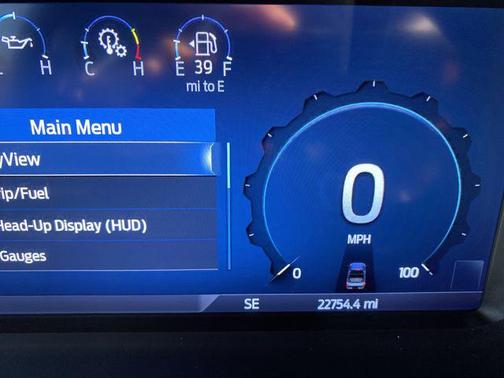 L H C H E 39 F
mi to E
Main Menu
yView
ip/Fuel
Head-Up Display (HUD)
Gauges
0
MPH
0 100
SE 22754.4 mi